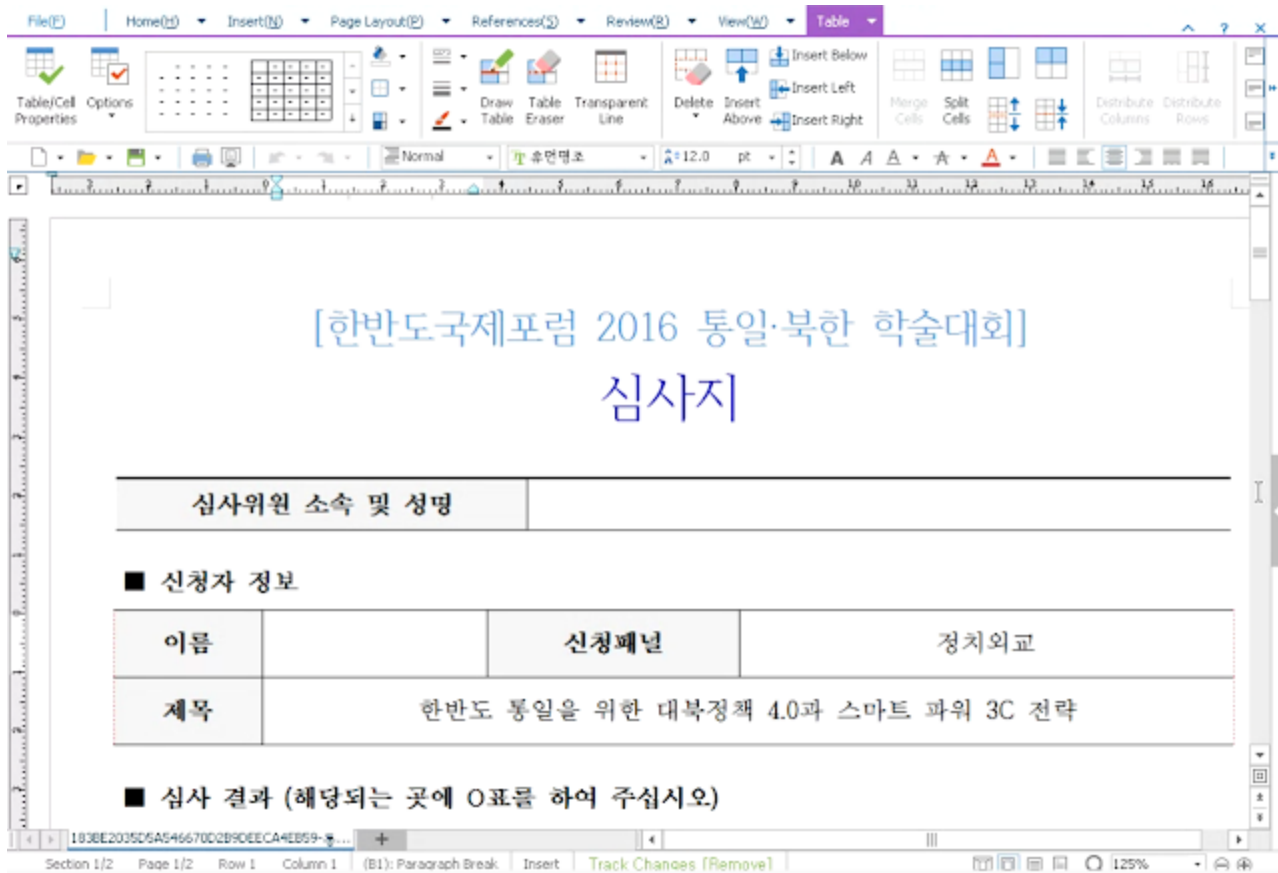 File(F) Home(H) Insert(N) Page Layout(P) References(S) Review(R) View(W) Table
Table/Cell Properties Options Draw Table Table Eraser Transparent Line Delete Insert Above Insert Below Insert Left Insert Right Merge Cells Split Cells Distribute Columns Distribute Rows
Normal 휴먼명조 12.0 pt
[한반도국제포럼 2016 통일·북한 학술대회]
심사지
심사위원 소속 및 성명
■ 신청자 정보
이름 신청패널 정치외교
제목 한반도 통일을 위한 대북정책 4.0과 스마트 파워 3C 전략
■ 심사 결과 (해당되는 곳에 O표를 하여 주십시오)
Section 1/2 Page 1/2 Row 1 Column 1 (B1): Paragraph Break Insert Track Changes [Remove] 125%